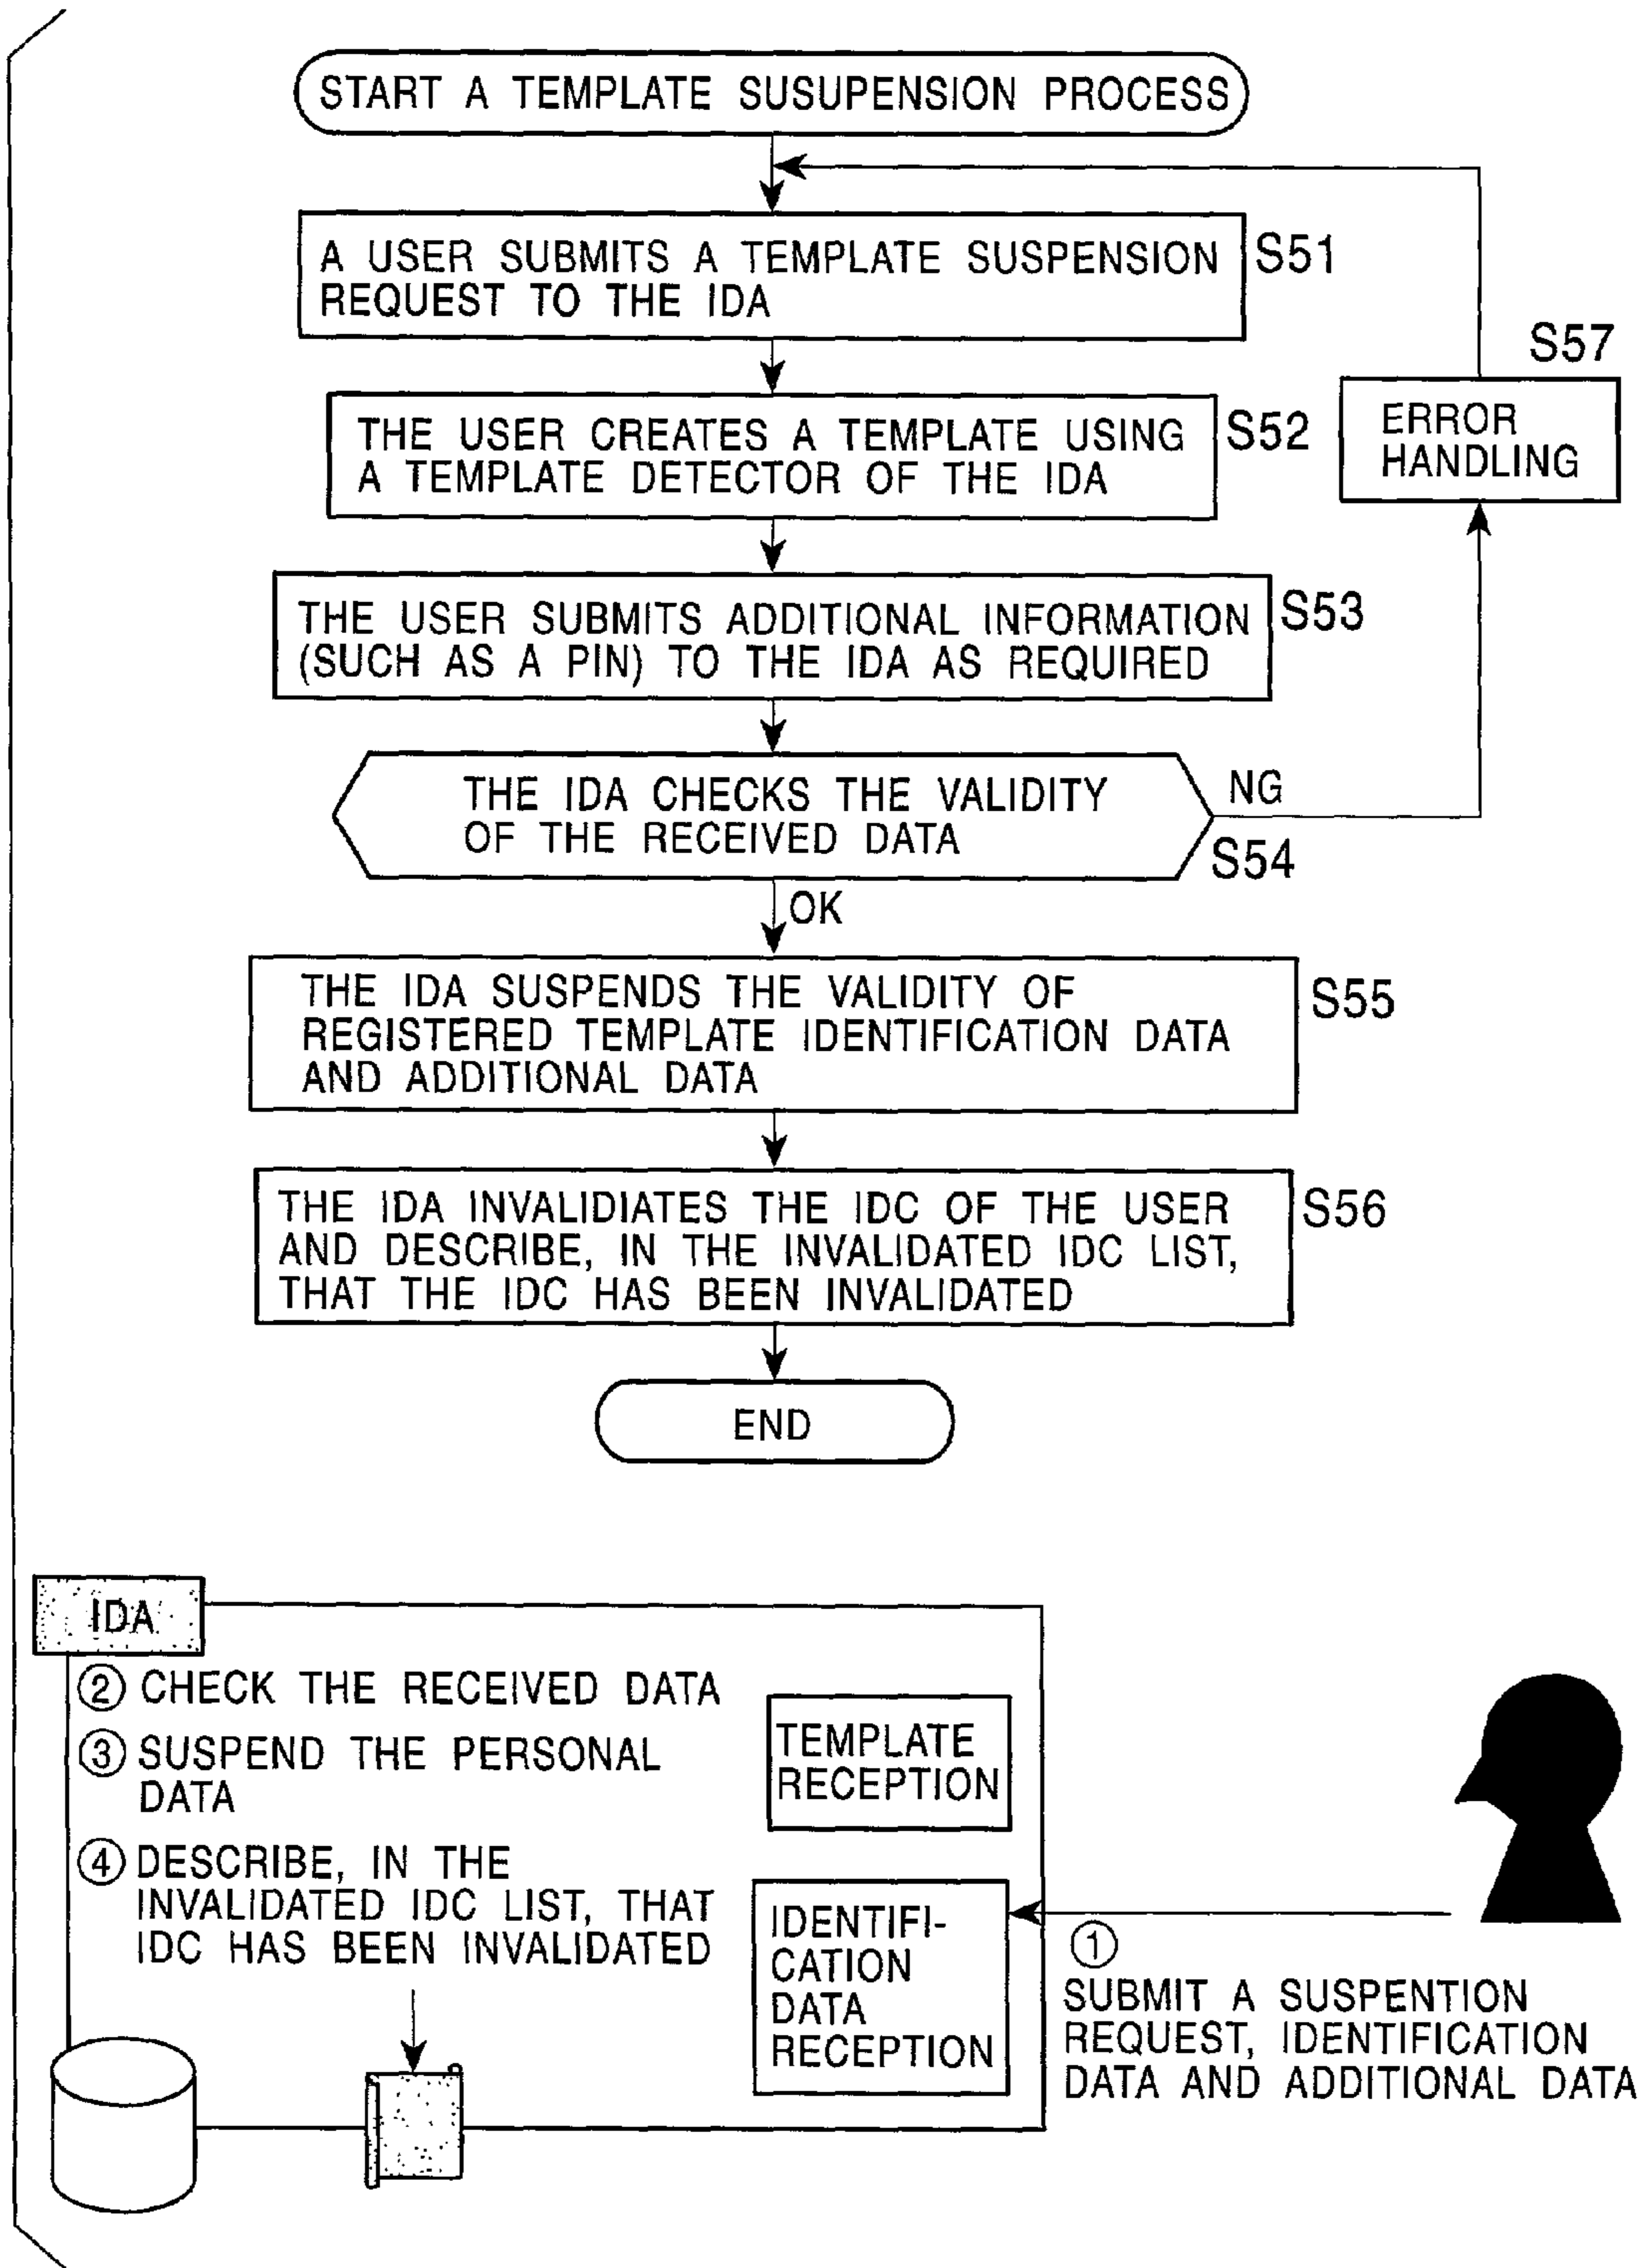 START A TEMPLATE SUSUPENSION PROCESS
A USER SUBMITS A TEMPLATE SUSPENSION
REQUEST TO THE IDA
S51
THE USER CREATES A TEMPLATE USING
A TEMPLATE DETECTOR OF THE IDA
S52
S57
ERROR
HANDLING
THE USER SUBMITS ADDITIONAL INFORMATION
(SUCH AS A PIN) TO THE IDA AS REQUIRED
S53
THE IDA CHECKS THE VALIDITY
OF THE RECEIVED DATA
NG
S54
OK
THE IDA SUSPENDS THE VALIDITY OF
REGISTERED TEMPLATE IDENTIFICATION DATA
AND ADDITIONAL DATA
S55
THE IDA INVALIDIATES THE IDC OF THE USER
AND DESCRIBE, IN THE INVALIDATED IDC LIST,
THAT THE IDC HAS BEEN INVALIDATED
S56
END
IDA
② CHECK THE RECEIVED DATA
③ SUSPEND THE PERSONAL
DATA
④ DESCRIBE, IN THE
INVALIDATED IDC LIST, THAT
IDC HAS BEEN INVALIDATED
TEMPLATE
RECEPTION
IDENTIFI-
CATION
DATA
RECEPTION
①
SUBMIT A SUSPENTION
REQUEST, IDENTIFICATION
DATA AND ADDITIONAL DATA